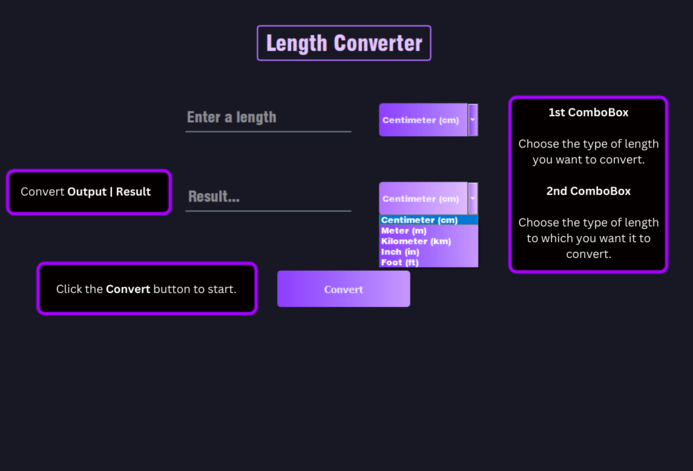 Length Converter
Enter a length
Centimeter (cm)
1st ComboBox
Choose the type of length
you want to convert.
2nd ComboBox
Choose the type of length
to which you want it to
convert.
Convert Output | Result
Result...
Centimeter (cm)
Centimeter (cm)
Meter (m)
Kilometer (km)
Inch (in)
Foot (ft)
Click the Convert button to start.
Convert